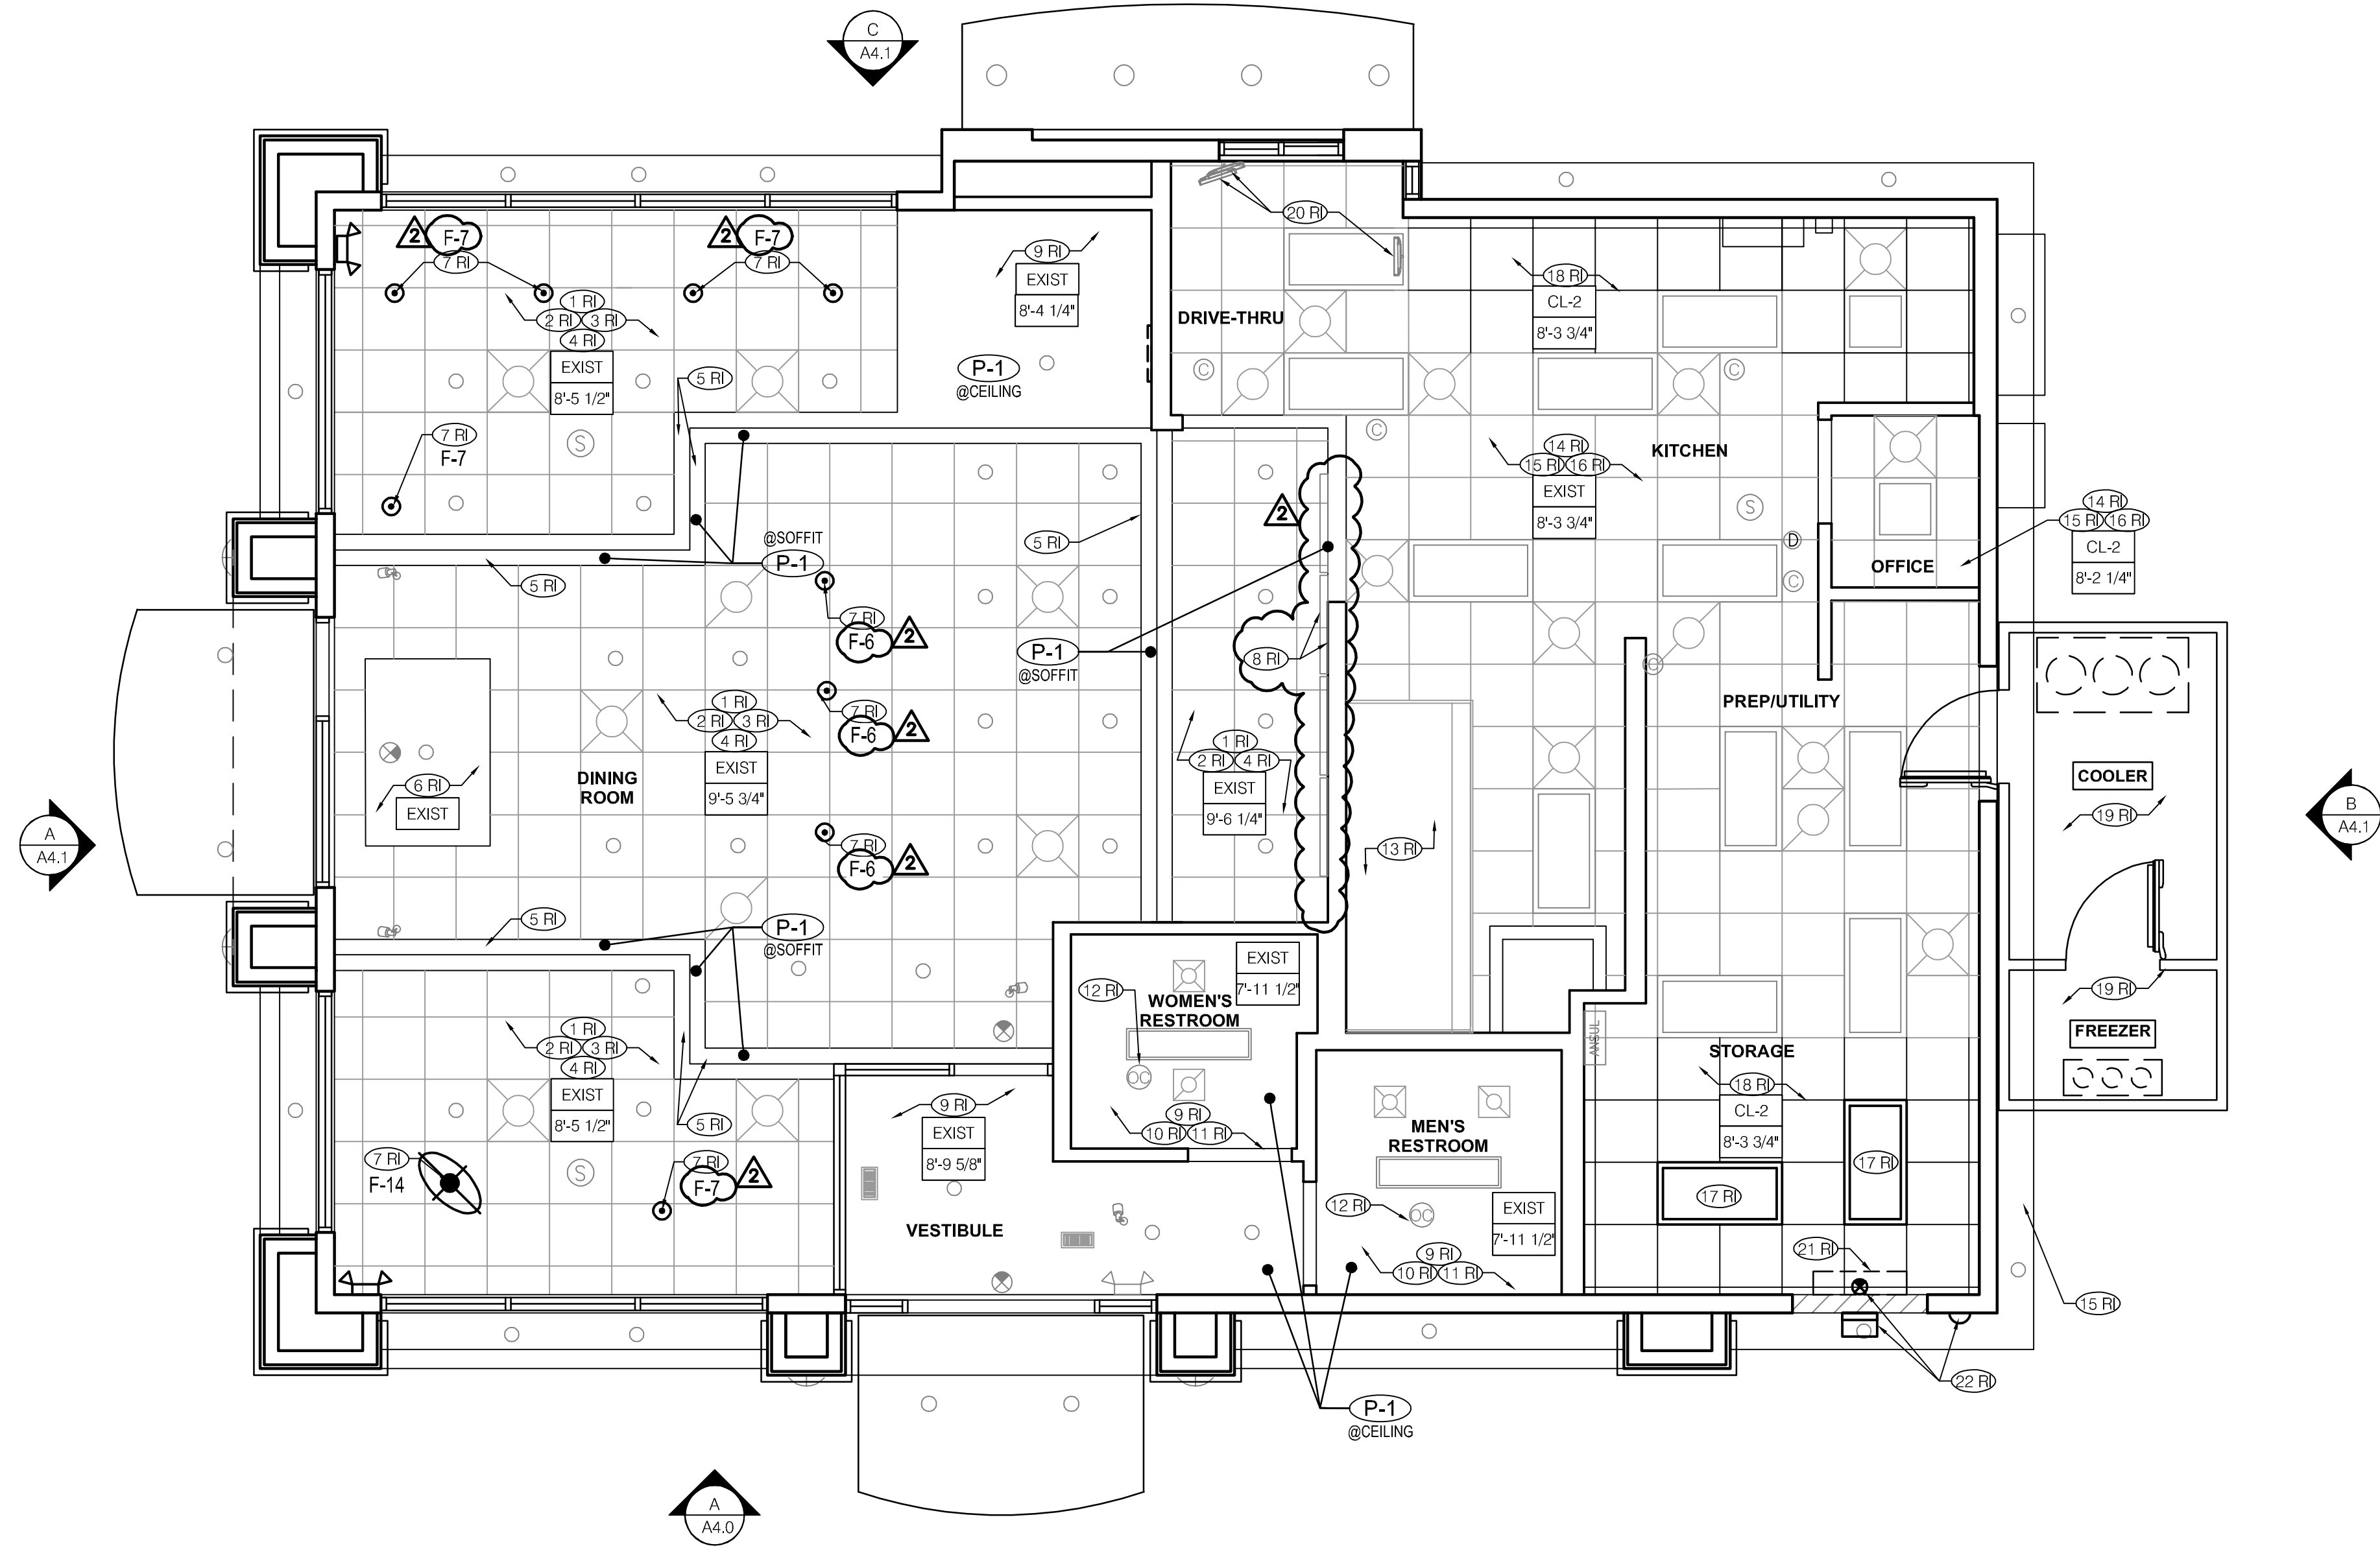 C
A4.1
2
F-7
7 RI
2
F-7
7 RI
1 RI
2 RI
3 RI
4 RI
EXIST
8'-5 1/2"
5 RI
7 RI
F-7
S
9 RI
EXIST
8'-4 1/4"
P-1
@CEILING
20 RI
DRIVE-THRU
C
18 RI
CL-2
8'-3 3/4"
C
C
14 RI
15 RI
16 RI
EXIST
8'-3 3/4"
KITCHEN
S
D
C
OFFICE
14 RI
15 RI
16 RI
CL-2
8'-2 1/4"
@SOFFIT
P-1
5 RI
5 RI
2
7 RI
F-6
2
P-1
@SOFFIT
8 RI
C
7 RI
F-6
2
1 RI
2 RI
3 RI
4 RI
EXIST
9'-5 3/4"
DINING
ROOM
6 RI
EXIST
1 RI
2 RI
4 RI
EXIST
9'-6 1/4"
PREP/UTILITY
COOLER
19 RI
A
A4.1
B
A4.1
7 RI
F-6
2
13 RI
5 RI
P-1
@SOFFIT
EXIST
7'-11 1/2"
12 RI
WOMEN'S
RESTROOM
OC
9 RI
10 RI
11 RI
19 RI
FREEZER
ANSUL
STORAGE
18 RI
CL-2
8'-3 3/4"
17 RI
17 RI
1 RI
2 RI
3 RI
4 RI
EXIST
8'-5 1/2"
5 RI
7 RI
F-14
S
7 RI
F-7
2
9 RI
EXIST
8'-9 5/8"
VESTIBULE
MEN'S
RESTROOM
12 RI
OC
EXIST
7'-11 1/2"
9 RI
10 RI
11 RI
21 RI
15 RI
22 RI
P-1
@CEILING
A
A4.0